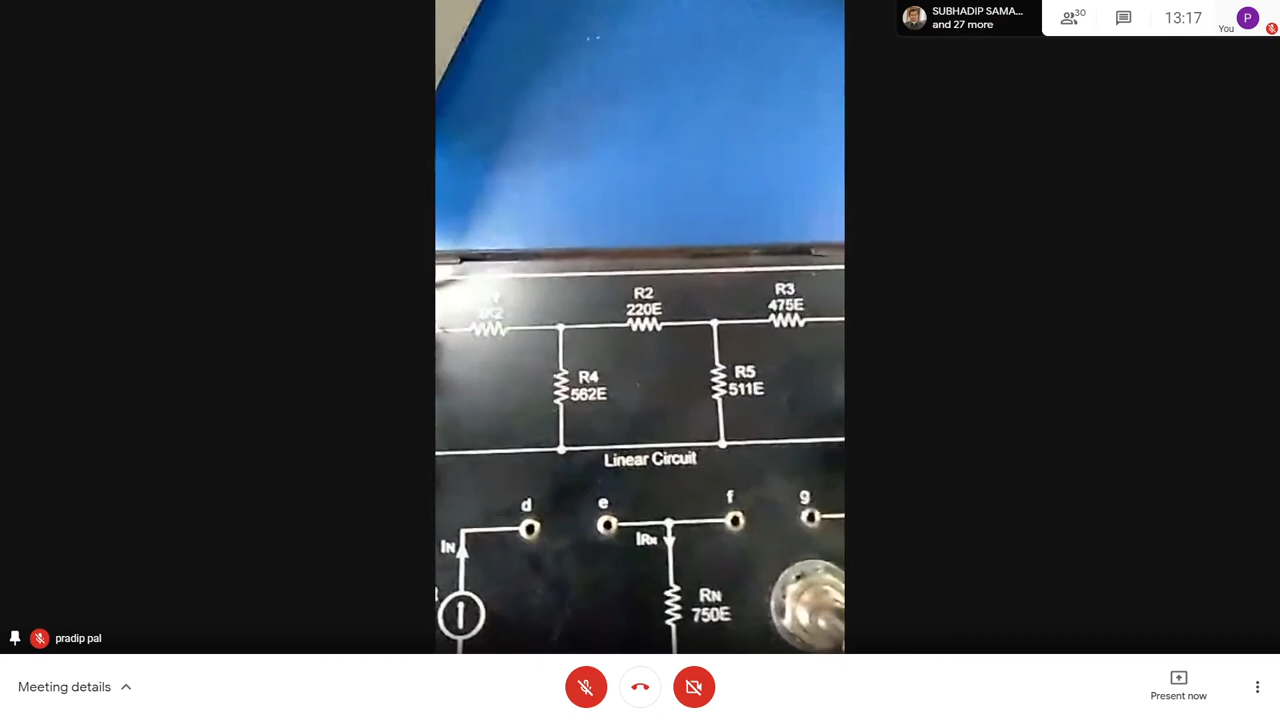 SUBHADIP SAMA...
and 27 more
30
13:17
You
P
R2
220E
R3
475E
R4
562E
R5
511E
Linear Circuit
d
e
f
g
IN
IRN
RN
750E
pradip pal
Meeting details
Present now